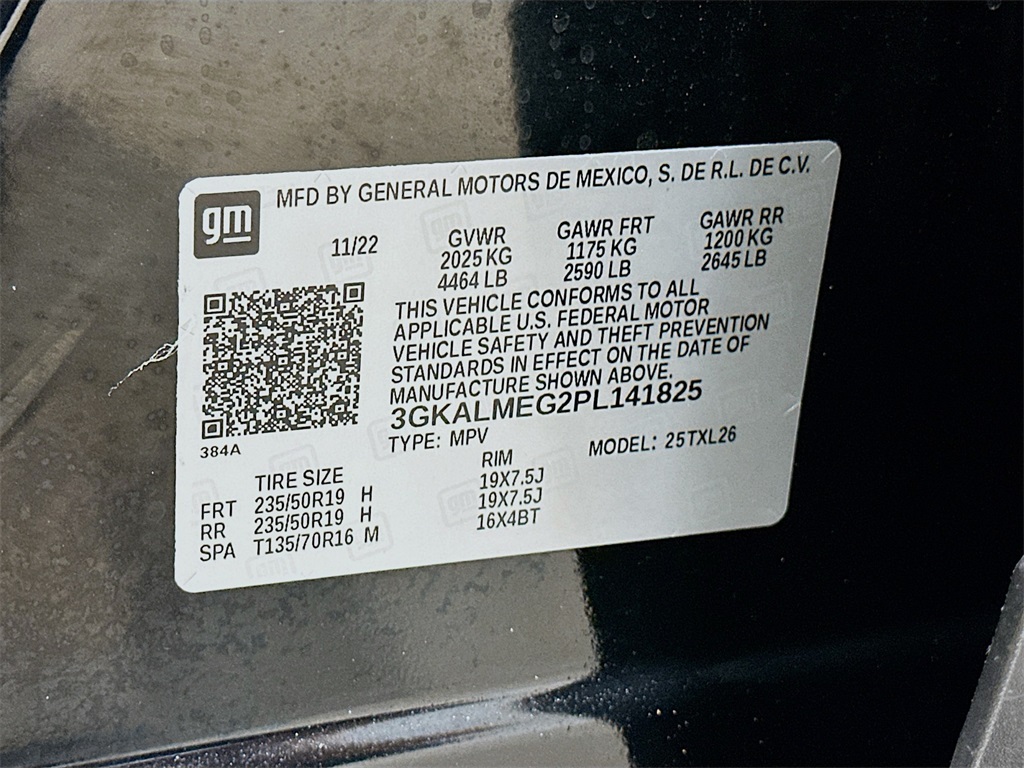 gm
MFD BY GENERAL MOTORS DE MEXICO, S. DE R.L. DE C.V.
11/22
GVWR
2025 KG
4464 LB
GAWR FRT
1175 KG
2590 LB
GAWR RR
1200 KG
2645 LB
THIS VEHICLE CONFORMS TO ALL
APPLICABLE U.S. FEDERAL MOTOR
VEHICLE SAFETY AND THEFT PREVENTION
STANDARDS IN EFFECT ON THE DATE OF
MANUFACTURE SHOWN ABOVE.
3GKALMEG2PL141825
TYPE: MPV MODEL: 25TXL26
384A
TIRE SIZE RIM
FRT 235/50R19 H 19X7.5J
RR 235/50R19 H 19X7.5J
SPA T135/70R16 M 16X4BT